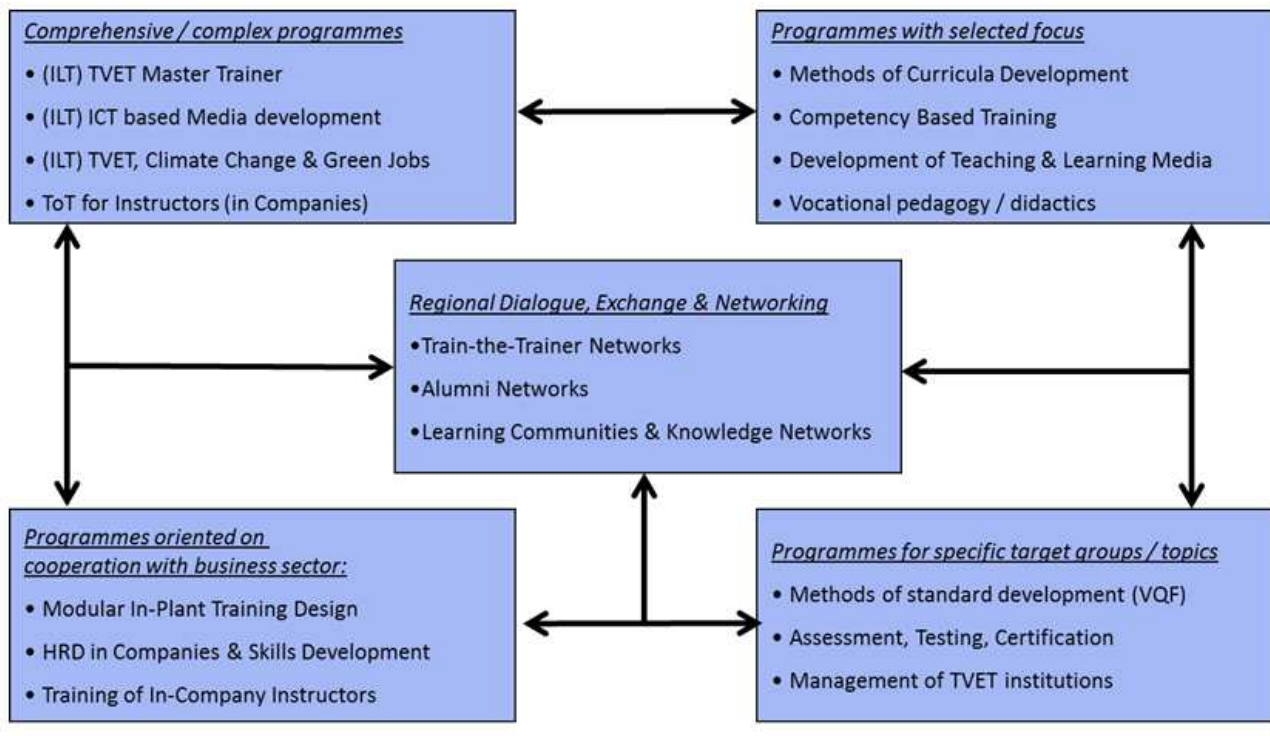 Comprehensive / complex programmes
• (ILT) TVET Master Trainer
• (ILT) ICT based Media development
• (ILT) TVET, Climate Change & Green Jobs
• ToT for Instructors (in Companies)
Programmes with selected focus
• Methods of Curricula Development
• Competency Based Training
• Development of Teaching & Learning Media
• Vocational pedagogy / didactics
Regional Dialogue, Exchange & Networking
•Train-the-Trainer Networks
•Alumni Networks
•Learning Communities & Knowledge Networks
Programmes oriented on
cooperation with business sector:
• Modular In-Plant Training Design
• HRD in Companies & Skills Development
• Training of In-Company Instructors
Programmes for specific target groups / topics
• Methods of standard development (VQF)
• Assessment, Testing, Certification
• Management of TVET institutions